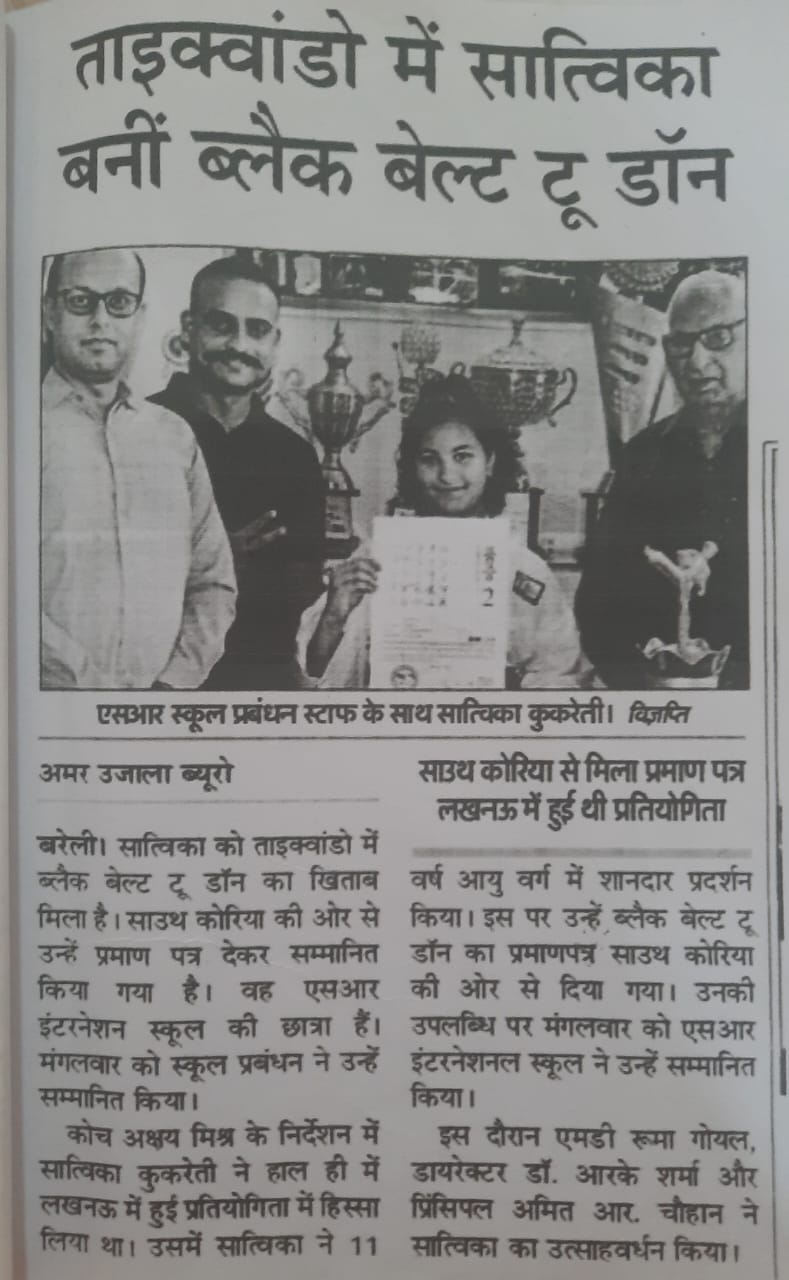 ताइक्वांडो में सात्विका
बनीं ब्लैक बेल्ट टू डॉन
2
एसआर स्कूल प्रबंधन स्टाफ के साथ सात्विका कुकरेती। विज्ञप्ति
अमर उजाला ब्यूरो
बरेली। सात्विका को ताइक्वांडो में
ब्लैक बेल्ट टू डॉन का खिताब
मिला है। साउथ कोरिया की ओर से
उन्हें प्रमाण पत्र देकर सम्मानित
किया गया है। वह एसआर
इंटरनेशन स्कूल की छात्रा हैं।
मंगलवार को स्कूल प्रबंधन ने उन्हें
सम्मानित किया।
कोच अक्षय मिश्र के निर्देशन में
सात्विका कुकरेती ने हाल ही में
लखनऊ में हुई प्रतियोगिता में हिस्सा
लिया था। उसमें सात्विका ने 11
साउथ कोरिया से मिला प्रमाण पत्र
लखनऊ में हुई थी प्रतियोगिता
वर्ष आयु वर्ग में शानदार प्रदर्शन
किया। इस पर उन्हें ब्लैक बेल्ट टू
डॉन का प्रमाणपत्र साउथ कोरिया
की ओर से दिया गया। उनकी
उपलब्धि पर मंगलवार को एसआर
इंटरनेशनल स्कूल ने उन्हें सम्मानित
किया।
इस दौरान एमडी रूमा गोयल,
डायरेक्टर डॉ. आरके शर्मा और
प्रिंसिपल अमित आर. चौहान ने
सात्विका का उत्साहवर्धन किया।